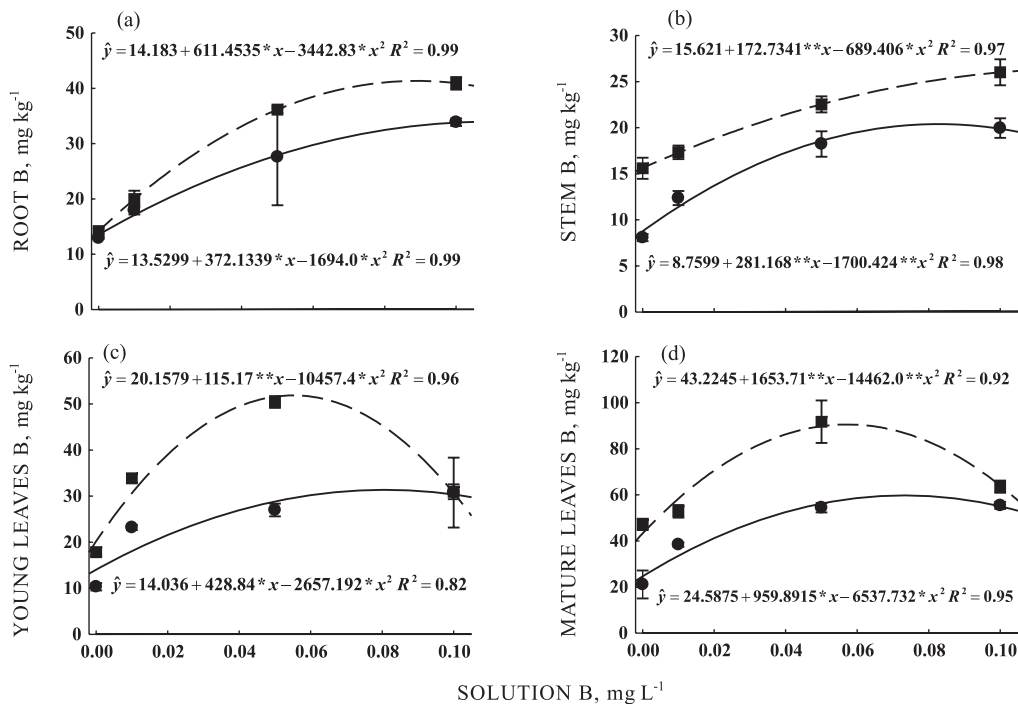 (a)
ŷ = 14.183 + 611.4535* x − 3442.83* x² R² = 0.99
ŷ = 13.5299 + 372.1339* x − 1694.0* x² R² = 0.99
ROOT B, mg kg⁻¹
50
40
30
20
10
0
(b)
ŷ = 15.621 + 172.7341** x − 689.406* x² R² = 0.97
ŷ = 8.7599 + 281.168** x − 1700.424** x² R² = 0.98
STEM B, mg kg⁻¹
30
25
20
15
10
5
0
(c)
ŷ = 20.1579 + 115.17** x − 10457.4* x² R² = 0.96
ŷ = 14.036 + 428.84* x − 2657.192* x² R² = 0.82
YOUNG LEAVES B, mg kg⁻¹
60
50
40
30
20
10
0
0.00 0.02 0.04 0.06 0.08 0.10
(d)
ŷ = 43.2245 + 1653.71** x − 14462.0** x² R² = 0.92
ŷ = 24.5875 + 959.8915* x − 6537.732* x² R² = 0.95
MATURE LEAVES B, mg kg⁻¹
120
100
80
60
40
20
0
0.00 0.02 0.04 0.06 0.08 0.10
SOLUTION B, mg L⁻¹